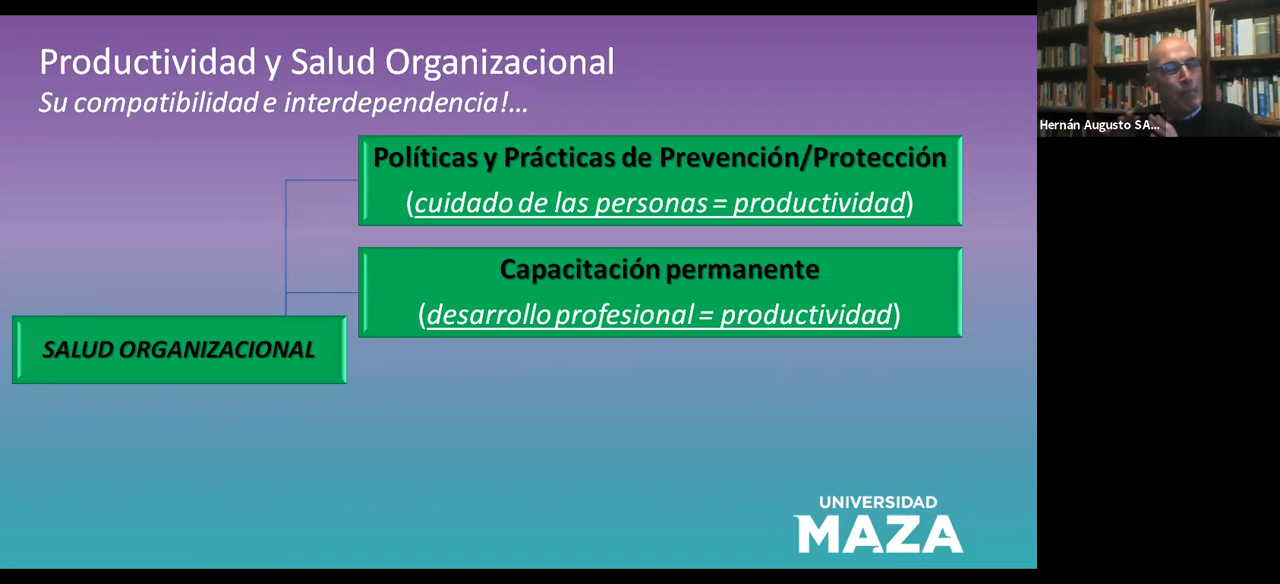 Productividad y Salud Organizacional
Su compatibilidad e interdependencia!...
Hernán Augusto SA...
Políticas y Prácticas de Prevención/Protección
(cuidado de las personas = productividad)
Capacitación permanente
(desarrollo profesional = productividad)
SALUD ORGANIZACIONAL
UNIVERSIDAD
MAZA